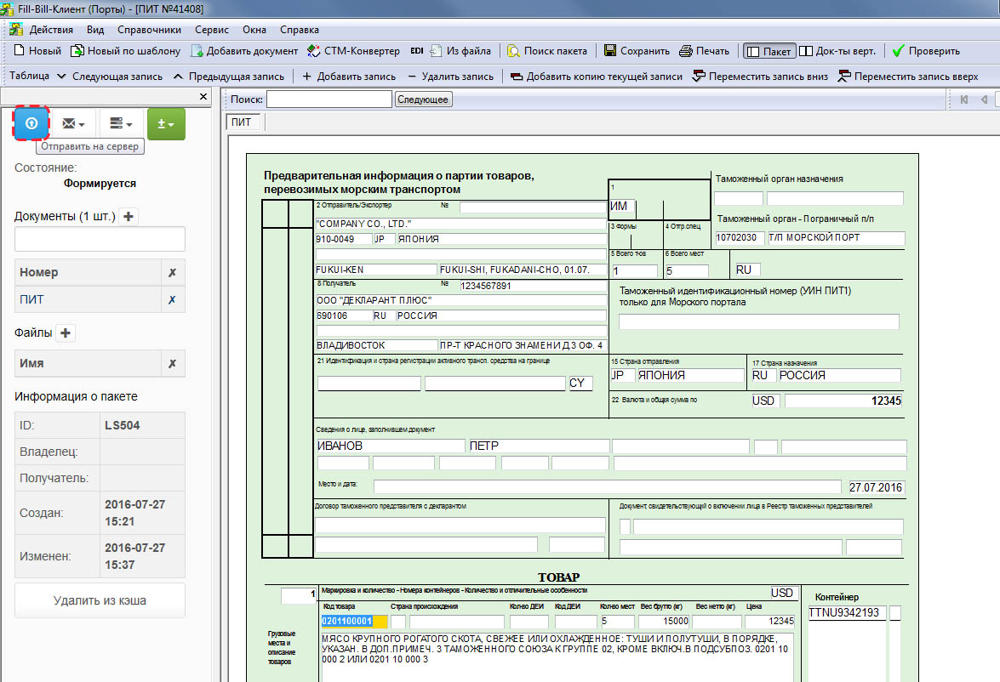 Fill-Bill-Клиент (Порты) - [ПИТ №41408]
Действия Вид Справочники Сервис Окна Справка
Новый Новый по шаблону Добавить документ СТМ-Конвертер EDI Из файла Поиск пакета Сохранить Печать Пакет Док-ты верт. Проверить
Таблица Следующая запись Предыдущая запись Добавить запись Удалить запись Добавить копию текущей записи Переместить запись вниз Переместить запись вверх
Поиск: Следующее
ПИТ
Отправить на сервер
Состояние:
Формируется
Документы (1 шт.)
Номер
ПИТ
Файлы
Имя
Информация о пакете
ID: LS504
Владелец:
Получатель:
Создан: 2016-07-27 15:21
Изменен: 2016-07-27 15:37
Удалить из кэша
Предварительная информация о партии товаров,
перевозимых морским транспортом
1
ИМ
Таможенный орган назначения
2 Отправитель/Экспортер №
"COMPANY CO., LTD."
910-0049 JP ЯПОНИЯ
FUKUI-KEN FUKUI-SHI, FUKADANI-CHO, 01.07.
3 Формы 4 Отгр.спец.
Таможенный орган - Пограничный п/п
10702030 Т/П МОРСКОЙ ПОРТ
5 Всего т-ов 6 Всего мест
1 5 RU
8 Получатель № 1234567891
ООО "ДЕКЛАРАНТ ПЛЮС"
690106 RU РОССИЯ
ВЛАДИВОСТОК ПР-Т КРАСНОГО ЗНАМЕНИ Д.3 ОФ. 4
Таможенный идентификационный номер (УИН ПИТ1)
только для Морского портала
21 Идентификация и страна регистрации активного трансп. средства на границе
CY
15 Страна отправления 17 Страна назначения
JP ЯПОНИЯ RU РОССИЯ
22 Валюта и общая сумма по USD 12345
Сведения о лице, заполнившем документ
ИВАНОВ ПЕТР
Место и дата: 27.07.2016
Договор таможенного представителя с декларантом
Документ, свидетельствующий о включении лица в Реестр таможенных представителей
ТОВАР
1 Маркировка и количество - Номера контейнеров - Количество и отличительные особенности USD Контейнер
Код товара Страна происхождения Кол-во ДЕИ Код ДЕИ Кол-во мест Вес брутто (кг) Вес нетто (кг) Цена
0201100001 5 15000 12345 TTNU9342193
Грузовые
места и
описание
товаров
МЯСО КРУПНОГО РОГАТОГО СКОТА, СВЕЖЕЕ ИЛИ ОХЛАЖДЕННОЕ: ТУШИ И ПОЛУТУШИ, В ПОРЯДКЕ,
УКАЗАН. В ДОП.ПРИМЕЧ. 3 ТАМОЖЕННОГО СОЮЗА К ГРУППЕ 02, КРОМЕ ВКЛЮЧ.В ПОДСУБПОЗ. 0201 10
000 2 ИЛИ 0201 10 000 3